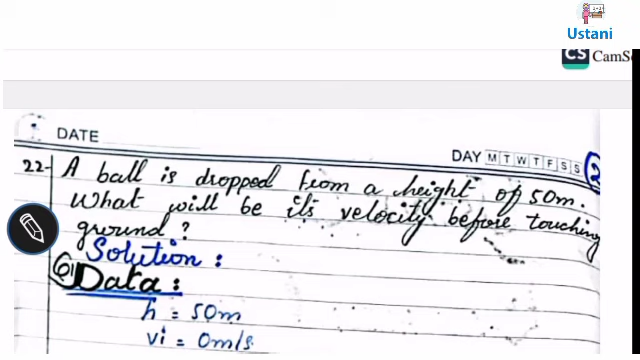 Ustani
CS CamS
DATE
DAY M T W T F S S
22- A ball is dropped from a height of 50m.
What will be its velocity before touching
ground?
Solution:
Data:
h = 50m
vi = 0m/s